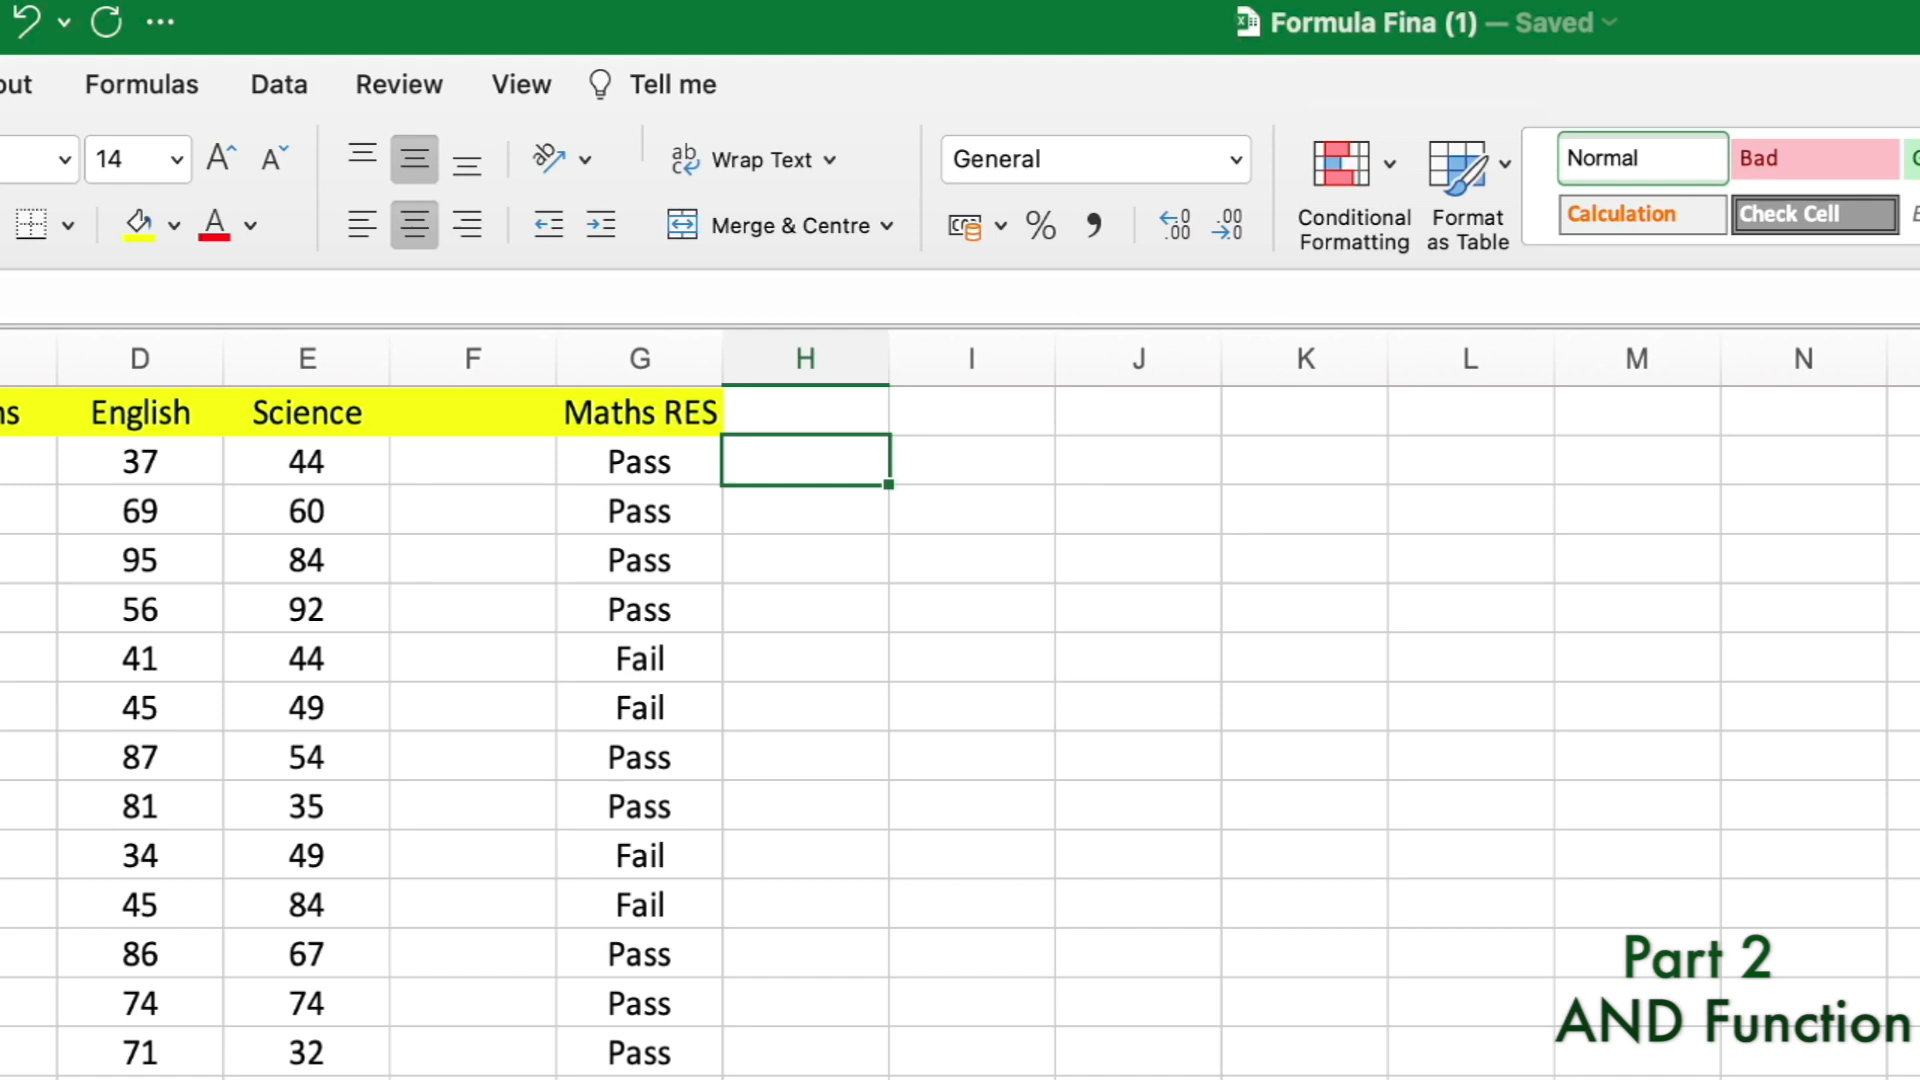 Formula Fina (1) — Saved
out Formulas Data Review View Tell me
14 A A ab Wrap Text General Normal Bad
A Merge & Centre % Conditional Formatting Format as Table Calculation Check Cell
D E F G H I J K L M N
ns English Science Maths RES
37 44 Pass
69 60 Pass
95 84 Pass
56 92 Pass
41 44 Fail
45 49 Fail
87 54 Pass
81 35 Pass
34 49 Fail
45 84 Fail
86 67 Pass
74 74 Pass
71 32 Pass
Part 2
AND Function